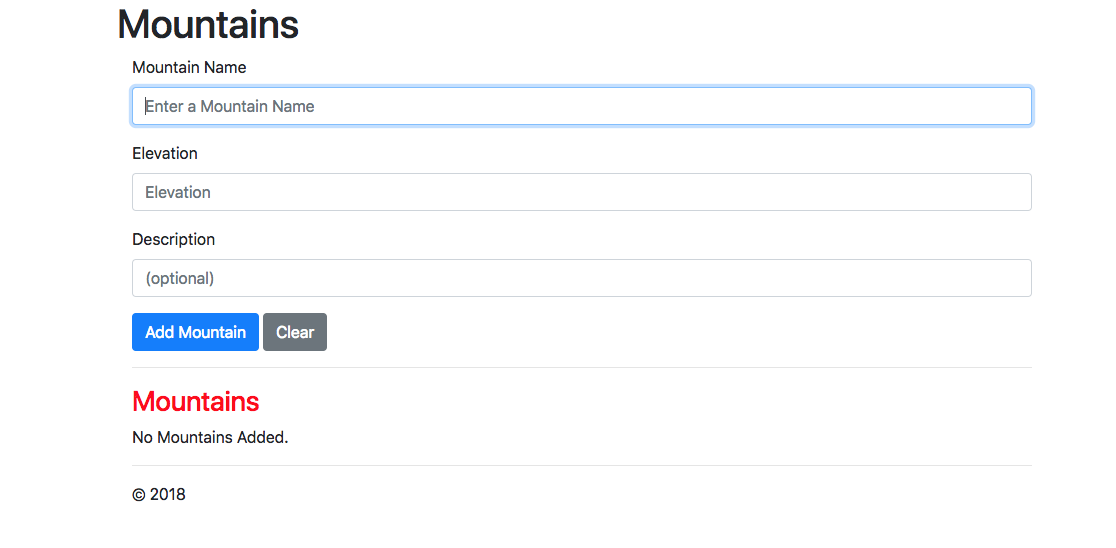 Mountains
Mountain Name
Enter a Mountain Name
Elevation
Elevation
Description
(optional)
Add Mountain Clear
Mountains
No Mountains Added.
© 2018